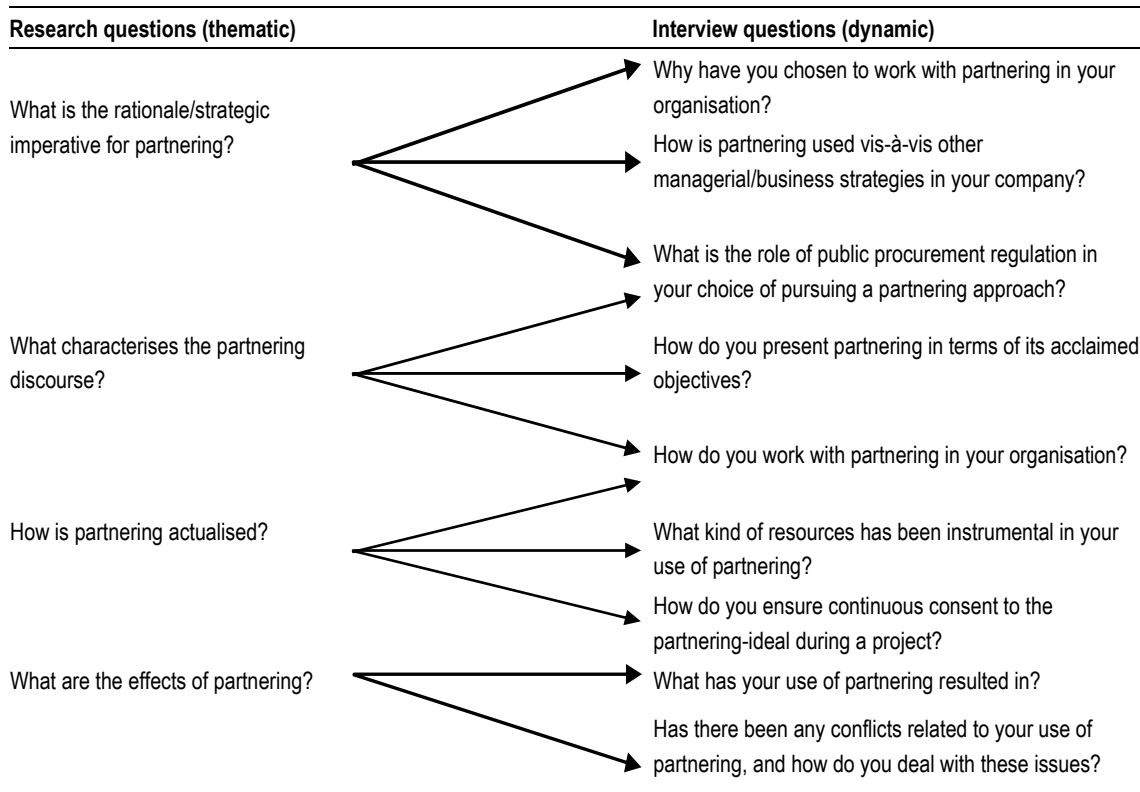 Research questions (thematic)
Interview questions (dynamic)
What is the rationale/strategic
imperative for partnering?
Why have you chosen to work with partnering in your
organisation?
How is partnering used vis-à-vis other
managerial/business strategies in your company?
What is the role of public procurement regulation in
your choice of pursuing a partnering approach?
What characterises the partnering
discourse?
How do you present partnering in terms of its acclaimed
objectives?
How do you work with partnering in your organisation?
How is partnering actualised?
What kind of resources has been instrumental in your
use of partnering?
How do you ensure continuous consent to the
partnering-ideal during a project?
What are the effects of partnering?
What has your use of partnering resulted in?
Has there been any conflicts related to your use of
partnering, and how do you deal with these issues?